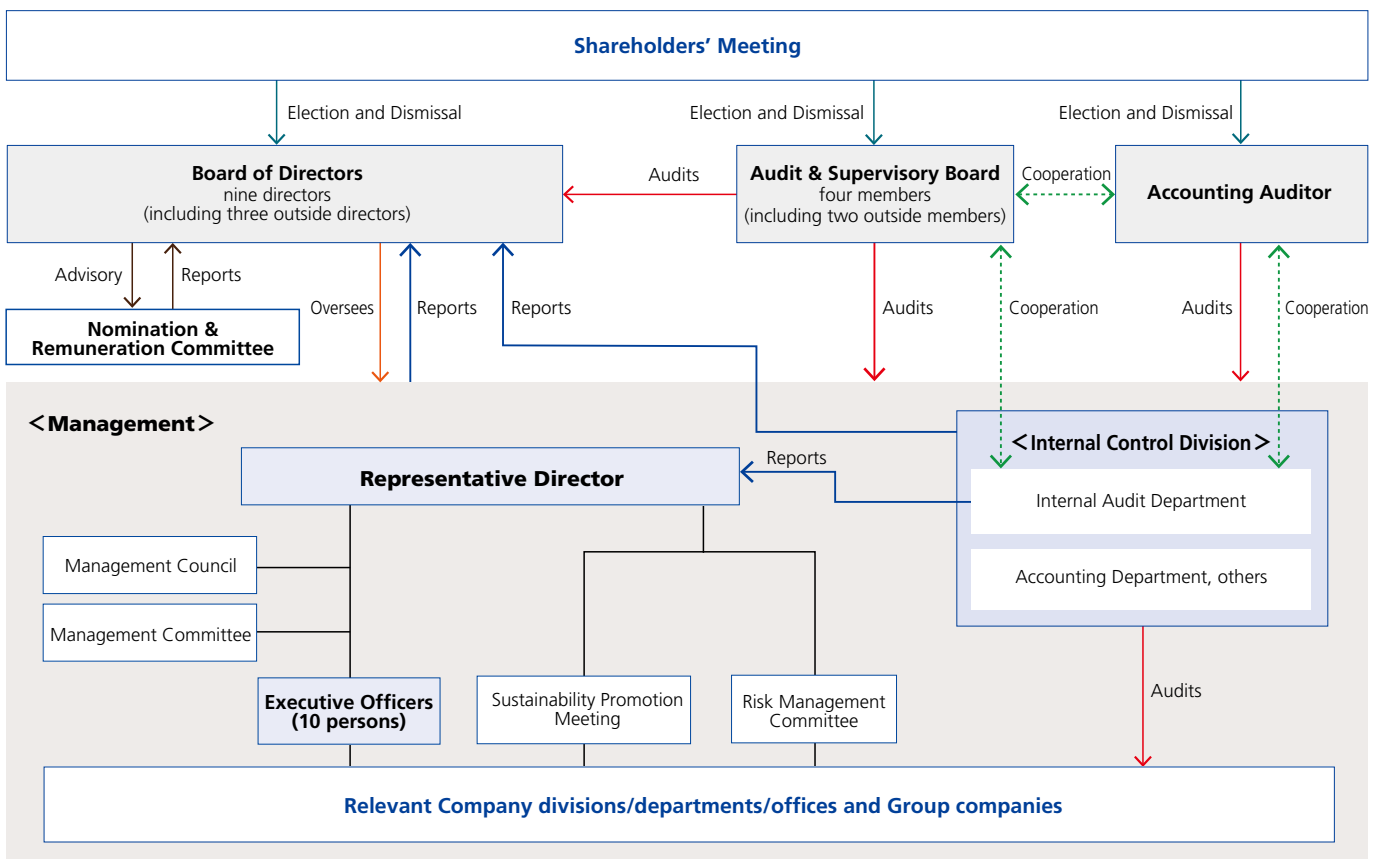 Shareholders' Meeting
Election and Dismissal
Election and Dismissal
Election and Dismissal
Board of Directors
nine directors
(including three outside directors)
Audits
Audit & Supervisory Board
four members
(including two outside members)
Cooperation
Accounting Auditor
Advisory
Reports
Oversees
Reports
Reports
Audits
Cooperation
Audits
Cooperation
Nomination &
Remuneration Committee
<Management>
Representative Director
Reports
<Internal Control Division>
Internal Audit Department
Accounting Department, others
Management Council
Management Committee
Executive Officers
(10 persons)
Sustainability Promotion
Meeting
Risk Management
Committee
Audits
Relevant Company divisions/departments/offices and Group companies